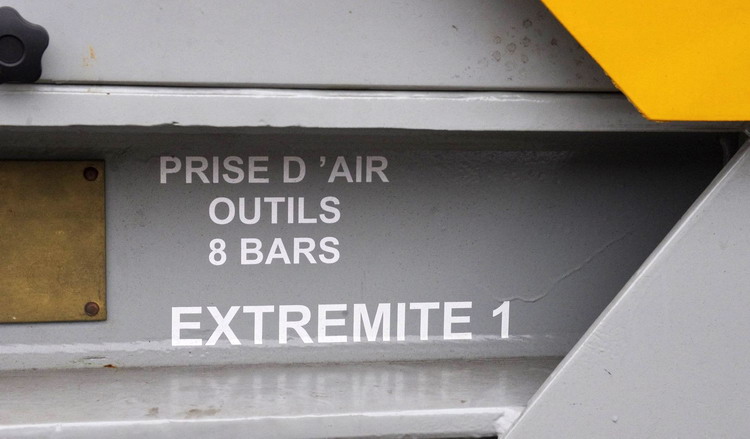 PRISE D 'AIR
OUTILS
8 BARS
EXTREMITE 1